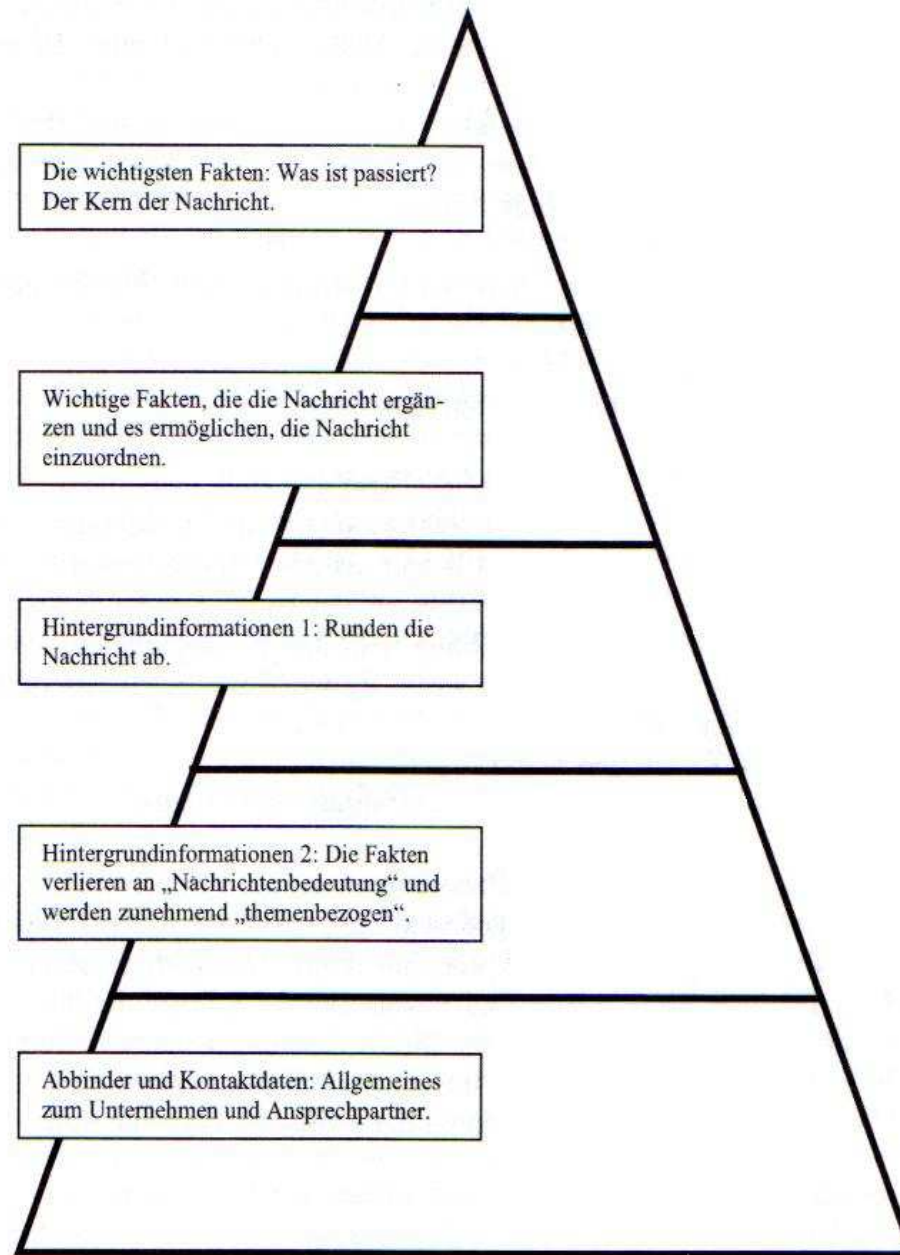 Die wichtigsten Fakten: Was ist passiert?
Der Kern der Nachricht.
Wichtige Fakten, die die Nachricht ergän-
zen und es ermöglichen, die Nachricht
einzuordnen.
Hintergrundinformationen 1: Runden die
Nachricht ab.
Hintergrundinformationen 2: Die Fakten
verlieren an „Nachrichtenbedeutung“ und
werden zunehmend „themenbezogen“.
Abbinder und Kontaktdaten: Allgemeines
zum Unternehmen und Ansprechpartner.